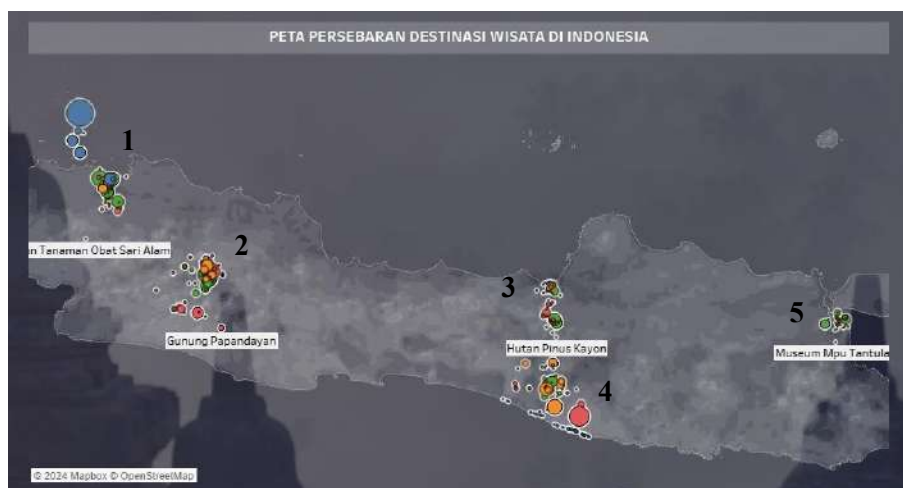 PETA PERSEBARAN DESTINASI WISATA DI INDONESIA
1
n Tanaman Obat Sari Alam
2
Gunung Papandayan
3
Hutan Pinus Kayon
4
5
Museum Mpu Tantula
© 2024 Mapbox © OpenStreetMap